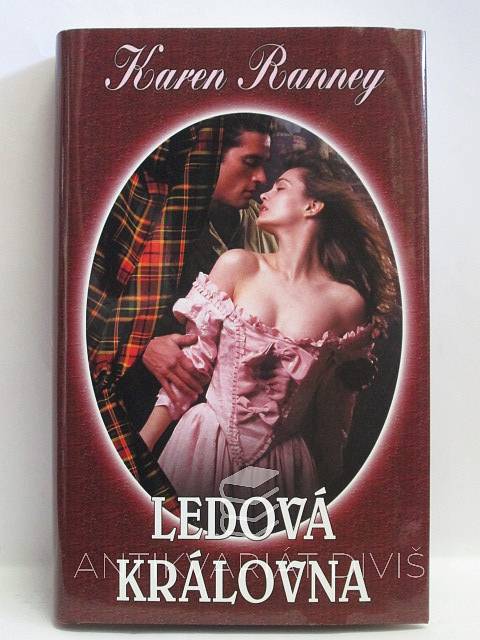 Karen Ranney
LEDOVÁ
ANTIKVARIÁT DIVIŠ
KRÁLOVNA